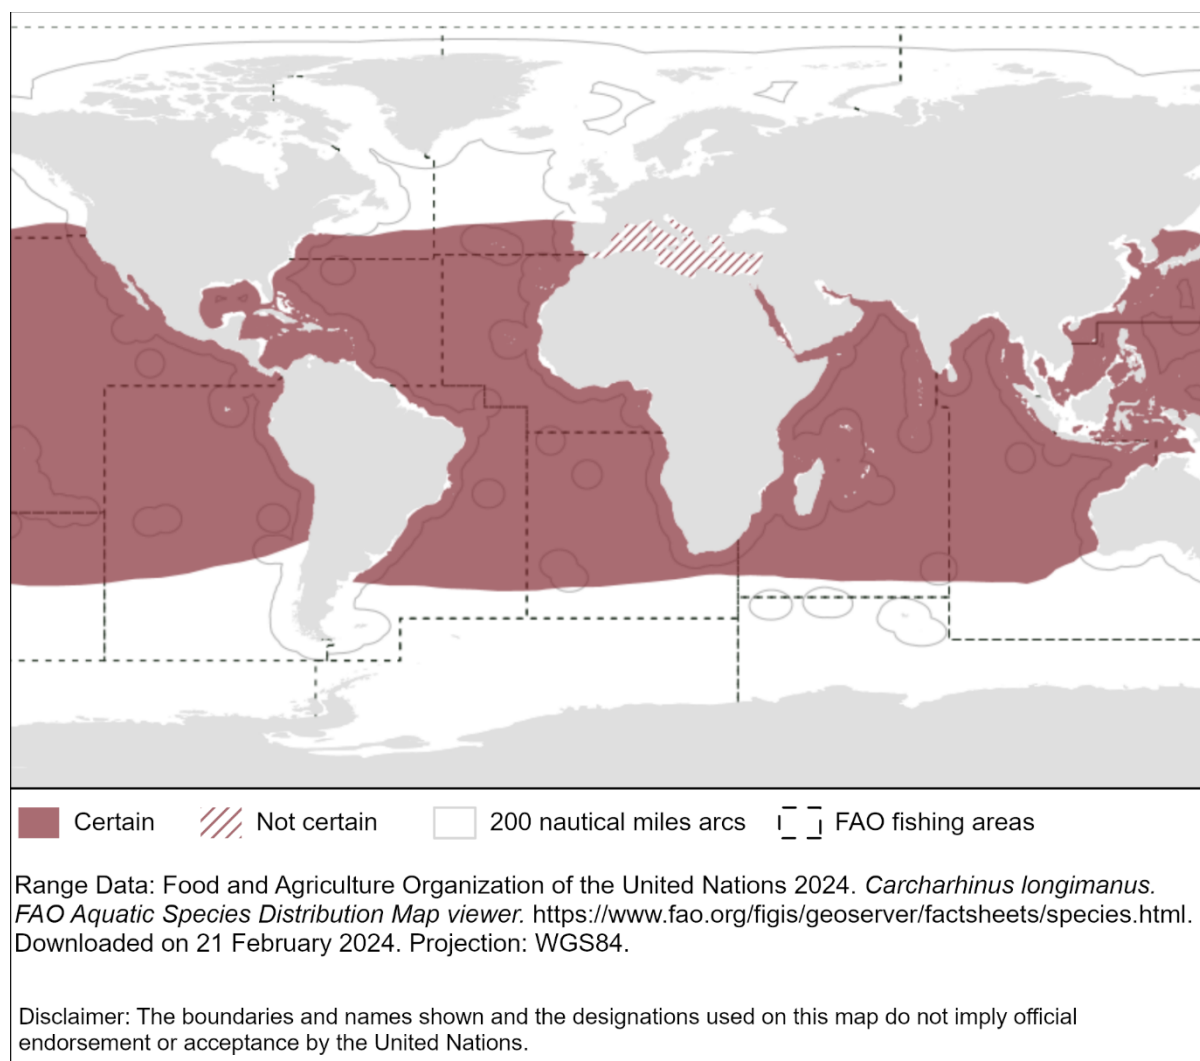 Certain
Not certain
200 nautical miles arcs
FAO fishing areas
Range Data: Food and Agriculture Organization of the United Nations 2024. Carcharhinus longimanus.
FAO Aquatic Species Distribution Map viewer. https://www.fao.org/figis/geoserver/factsheets/species.html.
Downloaded on 21 February 2024. Projection: WGS84.
Disclaimer: The boundaries and names shown and the designations used on this map do not imply official
endorsement or acceptance by the United Nations.